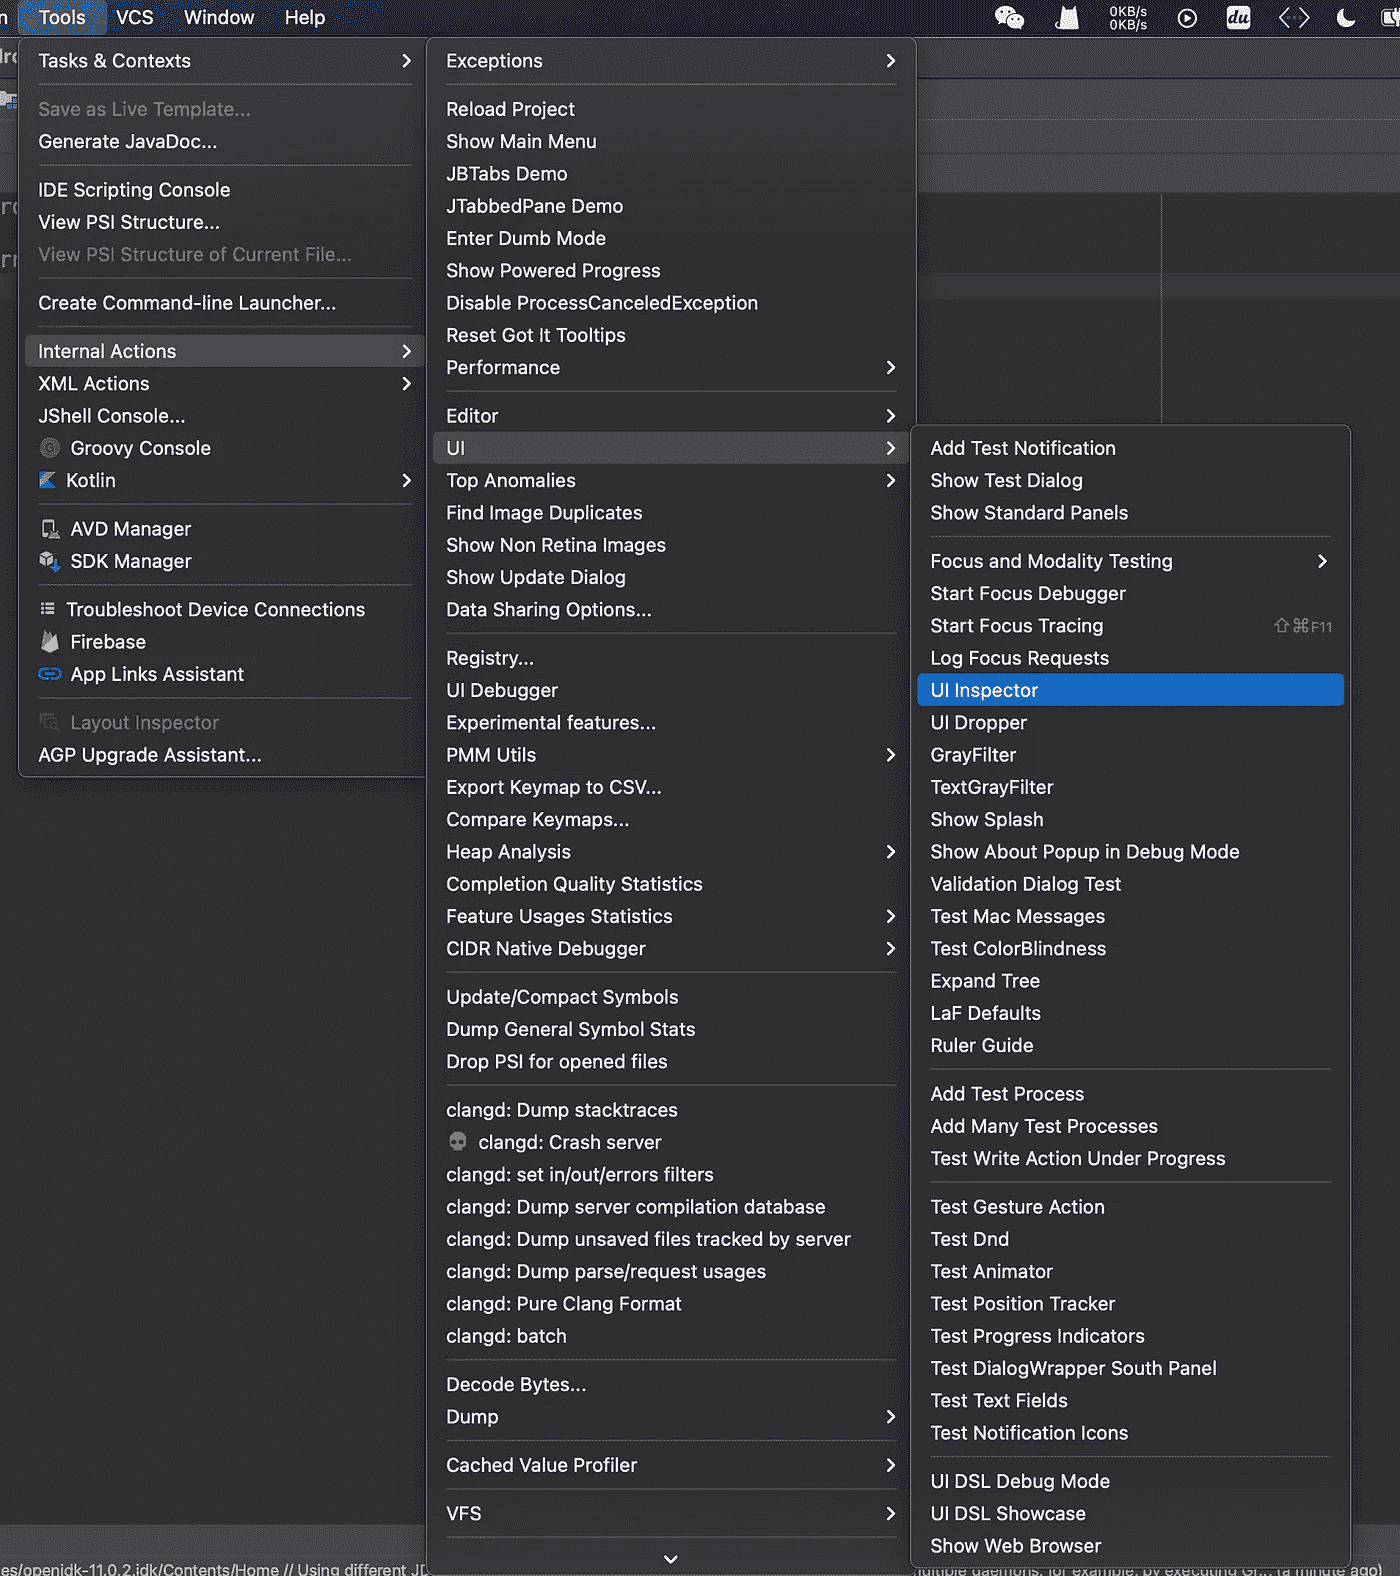 Tools VCS Window Help 0KB/s
0KB/s du
Tasks & Contexts
Save as Live Template...
Generate JavaDoc...
IDE Scripting Console
View PSI Structure...
View PSI Structure of Current File...
Create Command-line Launcher...
Internal Actions
XML Actions
JShell Console...
Groovy Console
Kotlin
AVD Manager
SDK Manager
Troubleshoot Device Connections
Firebase
App Links Assistant
Layout Inspector
AGP Upgrade Assistant...
Exceptions
Reload Project
Show Main Menu
JBTabs Demo
JTabbedPane Demo
Enter Dumb Mode
Show Powered Progress
Disable ProcessCanceledException
Reset Got It Tooltips
Performance
Editor
UI
Top Anomalies
Find Image Duplicates
Show Non Retina Images
Show Update Dialog
Data Sharing Options...
Registry...
UI Debugger
Experimental features...
PMM Utils
Export Keymap to CSV...
Compare Keymaps...
Heap Analysis
Completion Quality Statistics
Feature Usages Statistics
CIDR Native Debugger
Update/Compact Symbols
Dump General Symbol Stats
Drop PSI for opened files
clangd: Dump stacktraces
clangd: Crash server
clangd: set in/out/errors filters
clangd: Dump server compilation database
clangd: Dump unsaved files tracked by server
clangd: Dump parse/request usages
clangd: Pure Clang Format
clangd: batch
Decode Bytes...
Dump
Cached Value Profiler
VFS
Add Test Notification
Show Test Dialog
Show Standard Panels
Focus and Modality Testing
Start Focus Debugger
Start Focus Tracing ⇧⌘F11
Log Focus Requests
UI Inspector
UI Dropper
GrayFilter
TextGrayFilter
Show Splash
Show About Popup in Debug Mode
Validation Dialog Test
Test Mac Messages
Test ColorBlindness
Expand Tree
LaF Defaults
Ruler Guide
Add Test Process
Add Many Test Processes
Test Write Action Under Progress
Test Gesture Action
Test Dnd
Test Animator
Test Position Tracker
Test Progress Indicators
Test DialogWrapper South Panel
Test Text Fields
Test Notification Icons
UI DSL Debug Mode
UI DSL Showcase
Show Web Browser
es/openjdk-11.0.2.jdk/Contents/Home // Using different JD multiple daemons, for example, by executing Gr... (a minute ago)